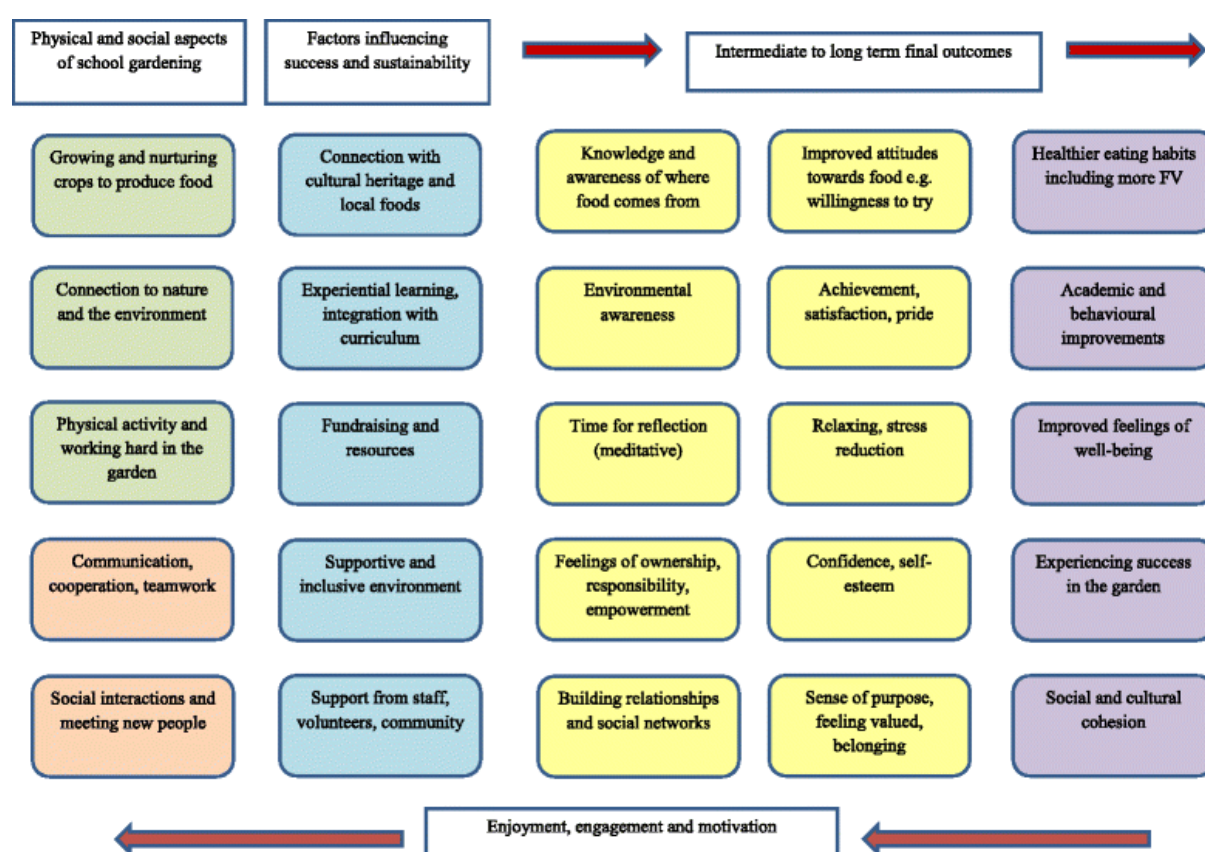 Physical and social aspects
of school gardening
Factors influencing
success and sustainability
Intermediate to long term final outcomes
Growing and nurturing
crops to produce food
Connection with
cultural heritage and
local foods
Knowledge and
awareness of where
food comes from
Improved attitudes
towards food e.g.
willingness to try
Healthier eating habits
including more FV
Connection to nature
and the environment
Experiential learning,
integration with
curriculum
Environmental
awareness
Achievement,
satisfaction, pride
Academic and
behavioural
improvements
Physical activity and
working hard in the
garden
Fundraising and
resources
Time for reflection
(meditative)
Relaxing, stress
reduction
Improved feelings of
well-being
Communication,
cooperation, teamwork
Supportive and
inclusive environment
Feelings of ownership,
responsibility,
empowerment
Confidence, self-
esteem
Experiencing success
in the garden
Social interactions and
meeting new people
Support from staff,
volunteers, community
Building relationships
and social networks
Sense of purpose,
feeling valued,
belonging
Social and cultural
cohesion
Enjoyment, engagement and motivation